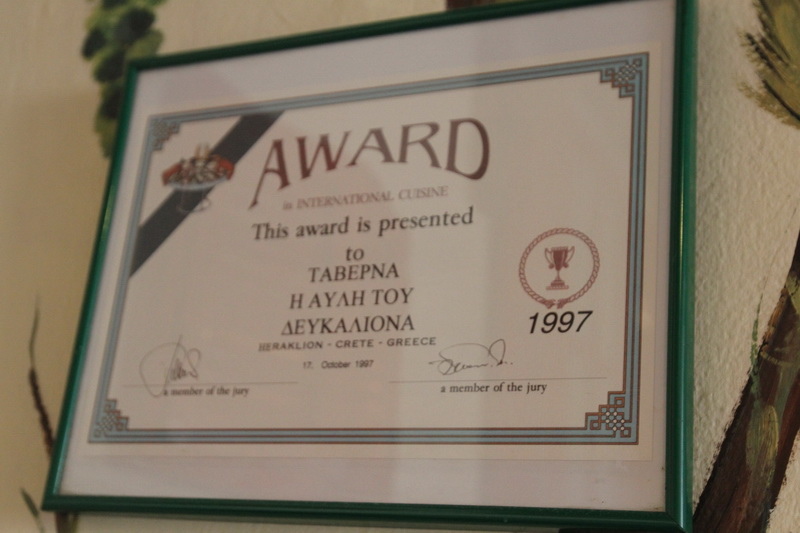 AWARD
in INTERNATIONAL CUISINE
This award is presented
to
ΤΑΒΕΡΝΑ
Η ΑΥΛΗ ΤΟΥ
ΔΕΥΚΑΛΙΟΝΑ
HERAKLION - CRETE - GREECE
17. October 1997
1997
a member of the jury
a member of the jury